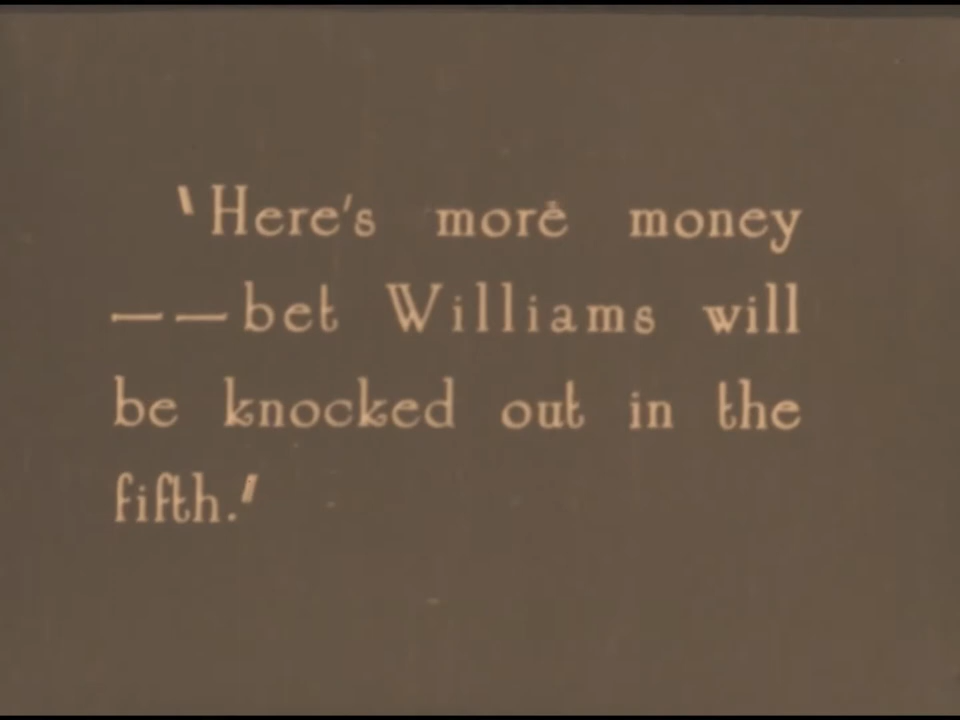 "Here's more money
——bet Williams will
be knocked out in the
fifth."